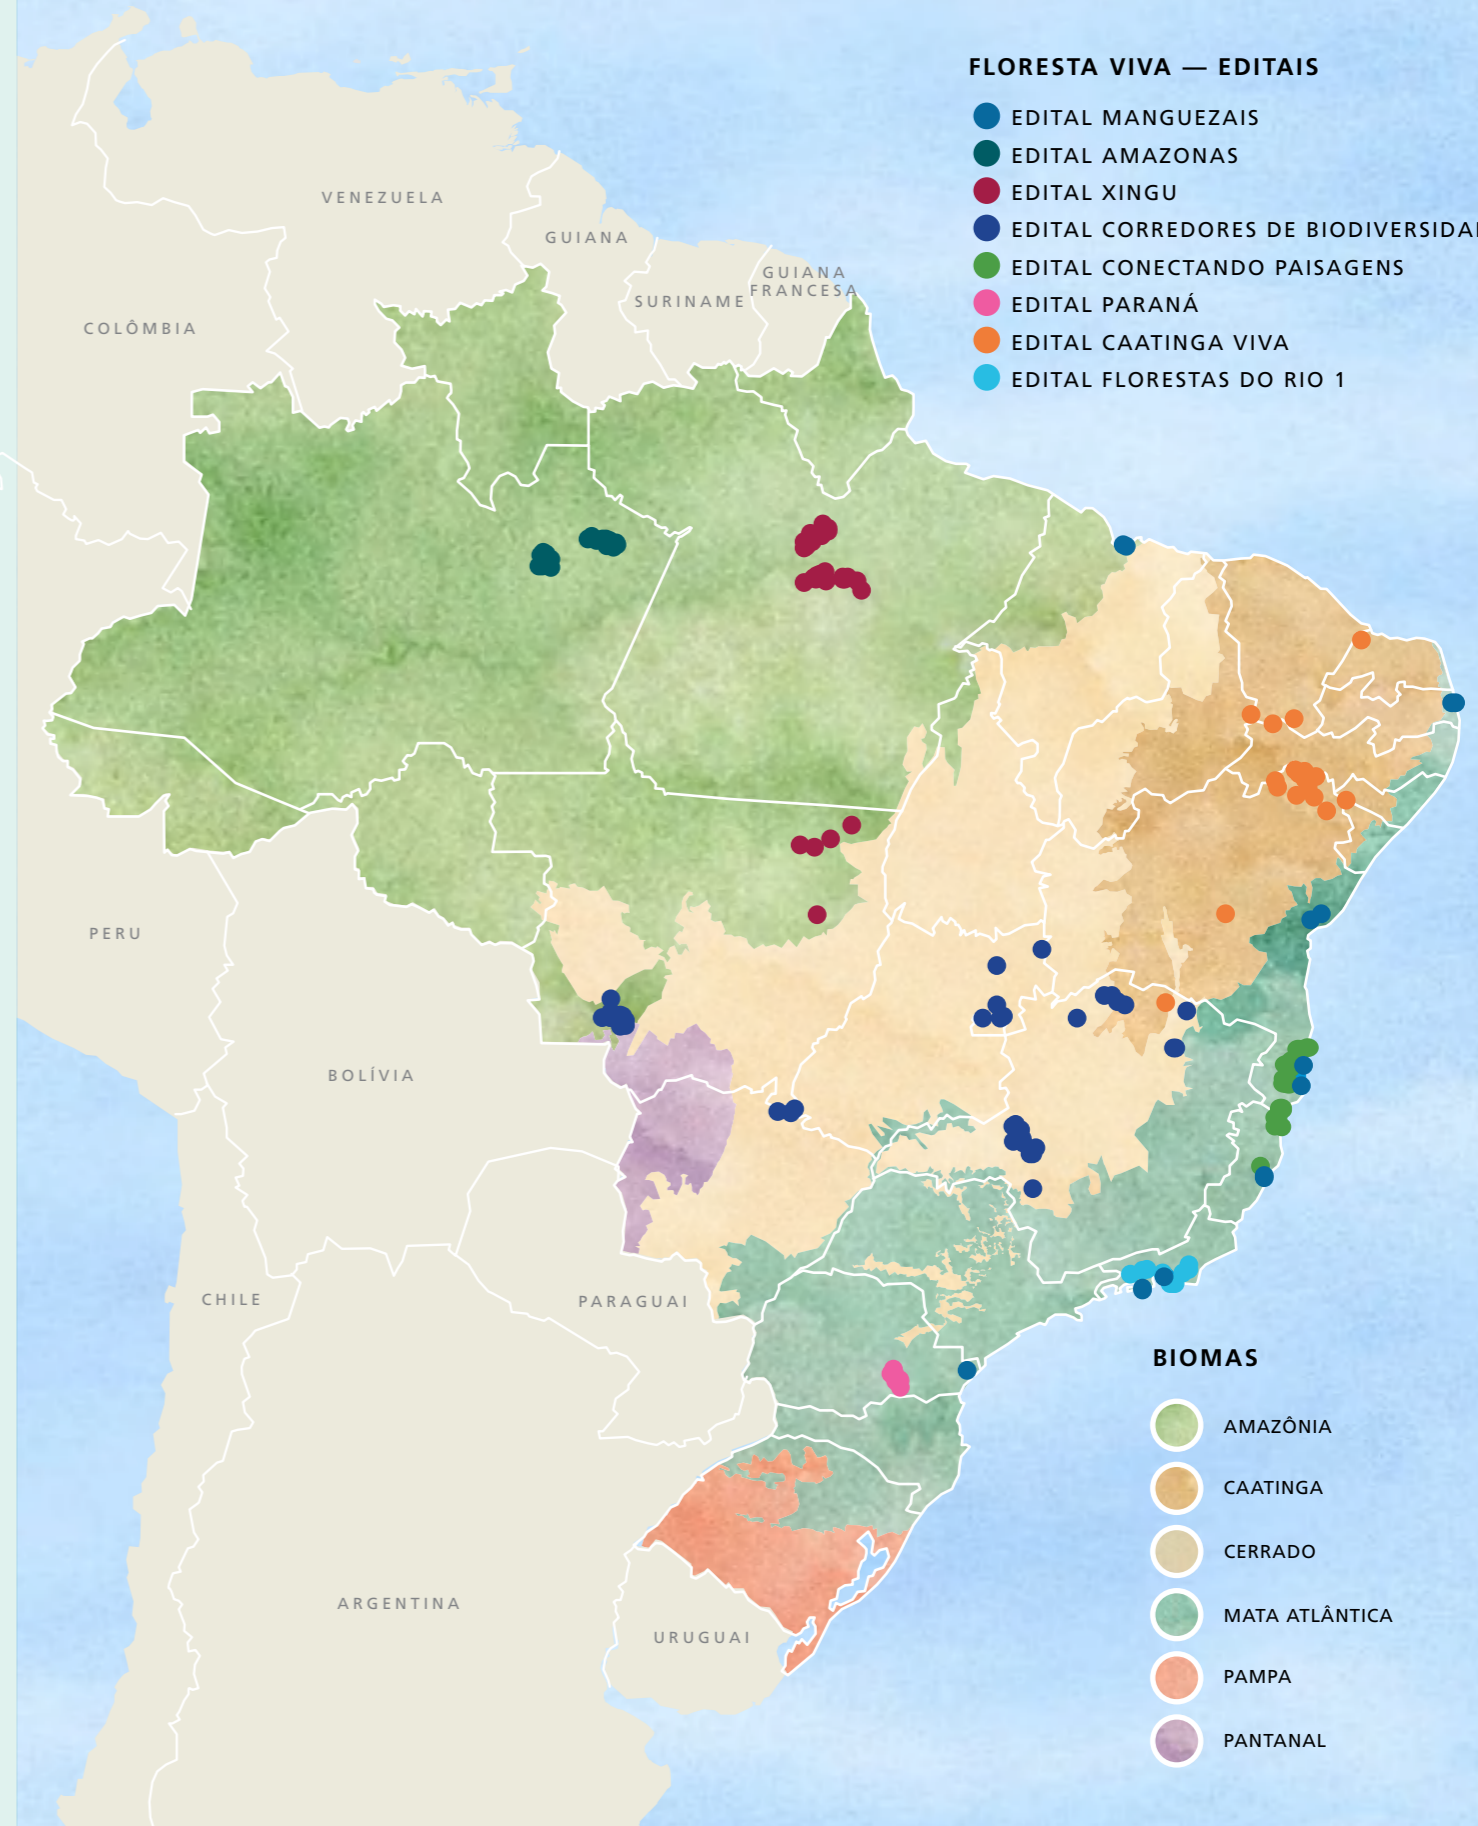 FLORESTA VIVA — EDITAIS
EDITAL MANGUEZAIS
EDITAL AMAZONAS
EDITAL XINGU
EDITAL CORREDORES DE
EDITAL CONECTANDO PAISAGENS
EDITAL PARANÁ
EDITAL CAATINGA VIVA
EDITAL FLORESTAS DO RIO 1
VENEZUELA
GUIANA
GUIANA
FRANCESA
SURINAME
COLÔMBIA
PERU
BOLÍVIA
CHILE
PARAGUAI
ARGENTINA
URUGUAI
BIOMAS
AMAZÔNIA
CAATINGA
CERRADO
MATA ATLÂNTICA
PAMPA
PANTANAL